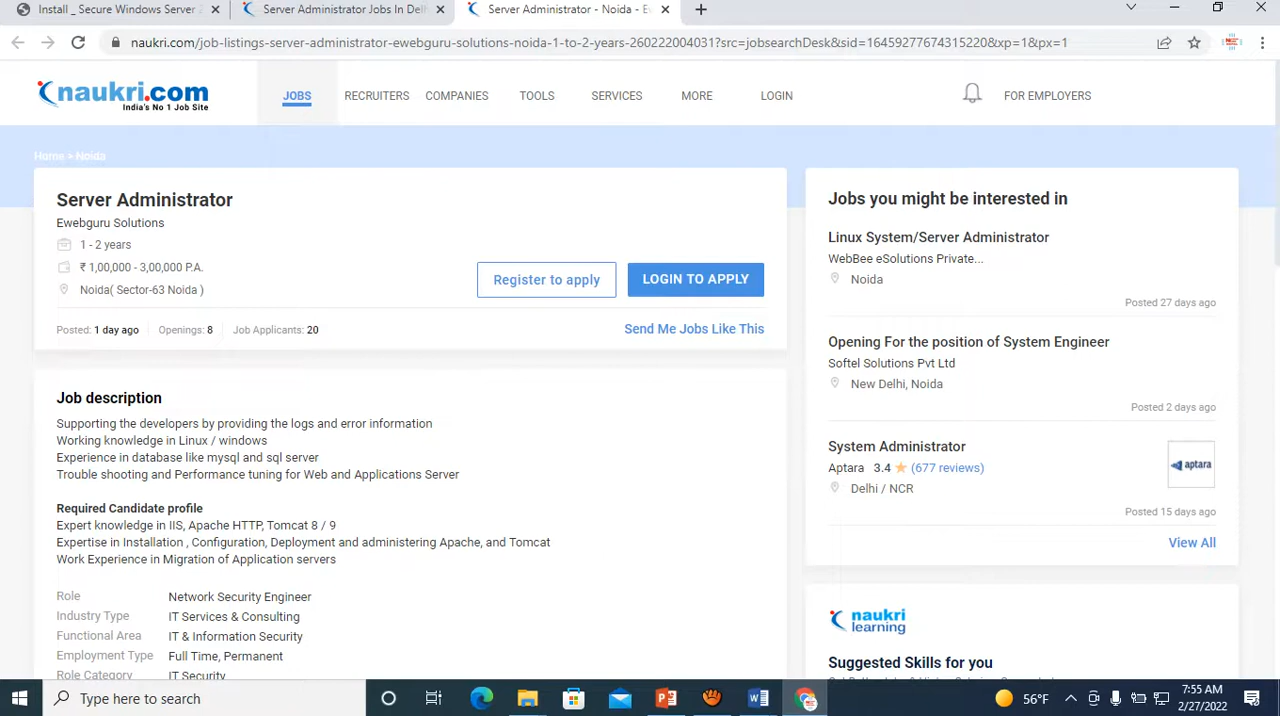 Install _ Secure Windows Server 2
Server Administrator Jobs In Delh
Server Administrator - Noida - E
naukri.com/job-listings-server-administrator-ewebguru-solutions-noida-1-to-2-years-260222004031?src=jobsearchDesk&sid=16459277674315220&xp=1&px=1
naukri.com
India's No 1 Job Site
JOBS
RECRUITERS
COMPANIES
TOOLS
SERVICES
MORE
LOGIN
FOR EMPLOYERS
Home > Noida
Server Administrator
Ewebguru Solutions
1 - 2 years
₹ 1,00,000 - 3,00,000 P.A.
Noida( Sector-63 Noida )
Register to apply
LOGIN TO APPLY
Posted: 1 day ago
Openings: 8
Job Applicants: 20
Send Me Jobs Like This
Job description
Supporting the developers by providing the logs and error information
Working knowledge in Linux / windows
Experience in database like mysql and sql server
Trouble shooting and Performance tuning for Web and Applications Server
Required Candidate profile
Expert knowledge in IIS, Apache HTTP, Tomcat 8 / 9
Expertise in Installation , Configuration, Deployment and administering Apache, and Tomcat
Work Experience in Migration of Application servers
Role Network Security Engineer
Industry Type IT Services & Consulting
Functional Area IT & Information Security
Employment Type Full Time, Permanent
Role Category IT Security
Jobs you might be interested in
Linux System/Server Administrator
WebBee eSolutions Private...
Noida
Posted 27 days ago
Opening For the position of System Engineer
Softel Solutions Pvt Ltd
New Delhi, Noida
Posted 2 days ago
System Administrator
Aptara 3.4 (677 reviews)
aptara
Delhi / NCR
Posted 15 days ago
View All
naukri
learning
Suggested Skills for you
Type here to search
56°F
7:55 AM
2/27/2022